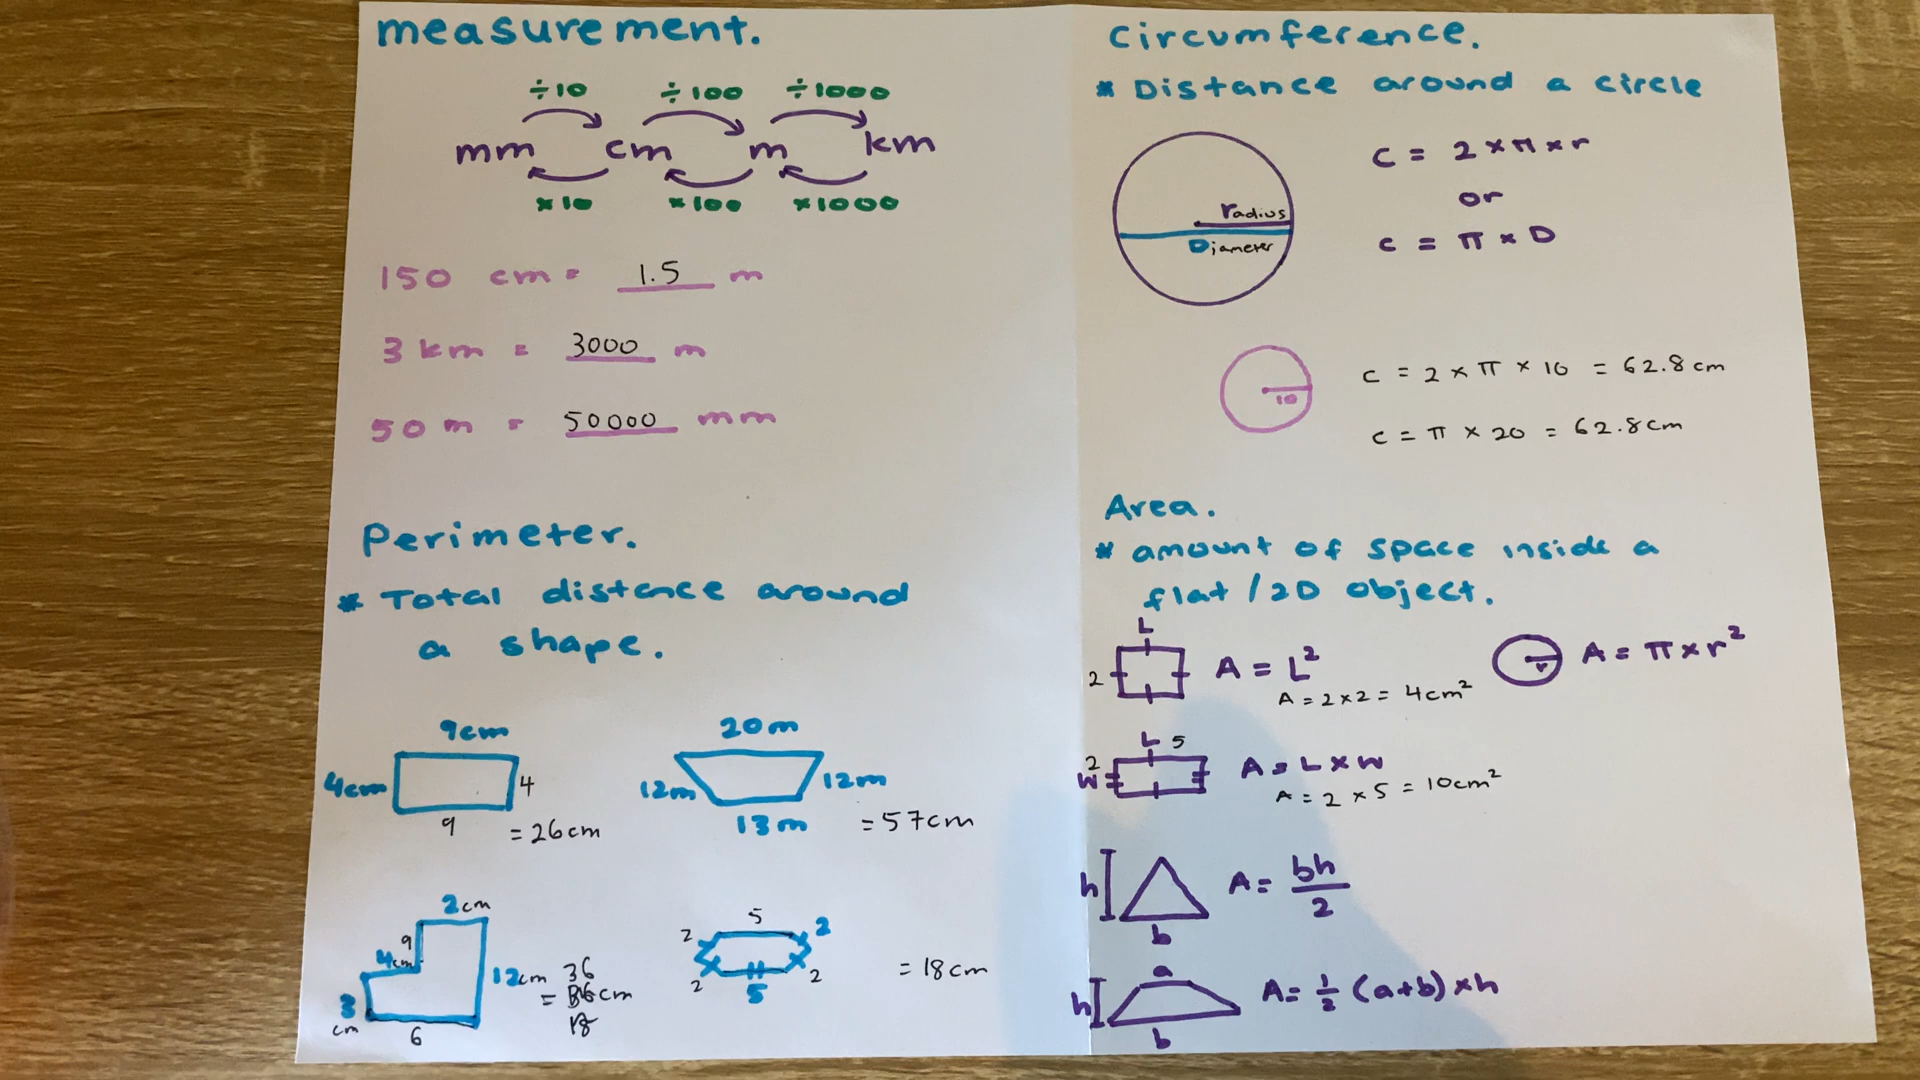 measurement.
÷10 ÷100 ÷1000
mm cm m km
×10 ×100 ×1000
150 cm = 1.5 m
3 km = 3000 m
50 m = 50000 mm
Perimeter.
* Total distance around
a shape.
9cm
4cm 4
9 = 26cm
20m
12m 12m
13m = 57cm
2cm
9
4cm
12cm 36
3 = cm
cm
6 18
5
2 2
2 2
5
= 18cm
Circumference.
* Distance around a circle
radius
Diameter
C = 2 × π × r
or
C = π × D
10
C = 2 × π × 10 = 62.8cm
C = π × 20 = 62.8cm
Area.
* amount of space inside a
flat / 2D object.
L
2 A = L²
A = 2×2 = 4cm²
r A = π × r²
L 5
2
W A = L × W
A = 2 × 5 = 10cm²
h A = bh/2
b
a
h A = ½ (a+b) × h
b